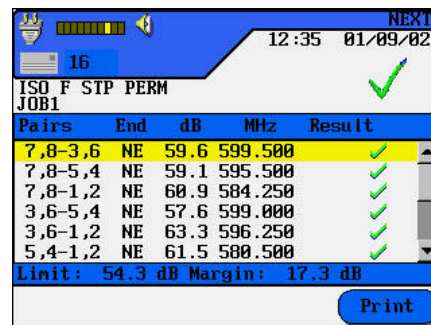 NEXT
12:35 01/09/02
16
ISO F STP PERM
JOB1
Pairs End dB MHz Result
7,8-3,6 NE 59.6 599.500
7,8-5,4 NE 59.1 595.500
7,8-1,2 NE 60.9 584.250
3,6-5,4 NE 57.6 599.000
3,6-1,2 NE 63.3 596.250
5,4-1,2 NE 61.5 580.500
Limit: 54.3 dB Margin: 17.3 dB
Print